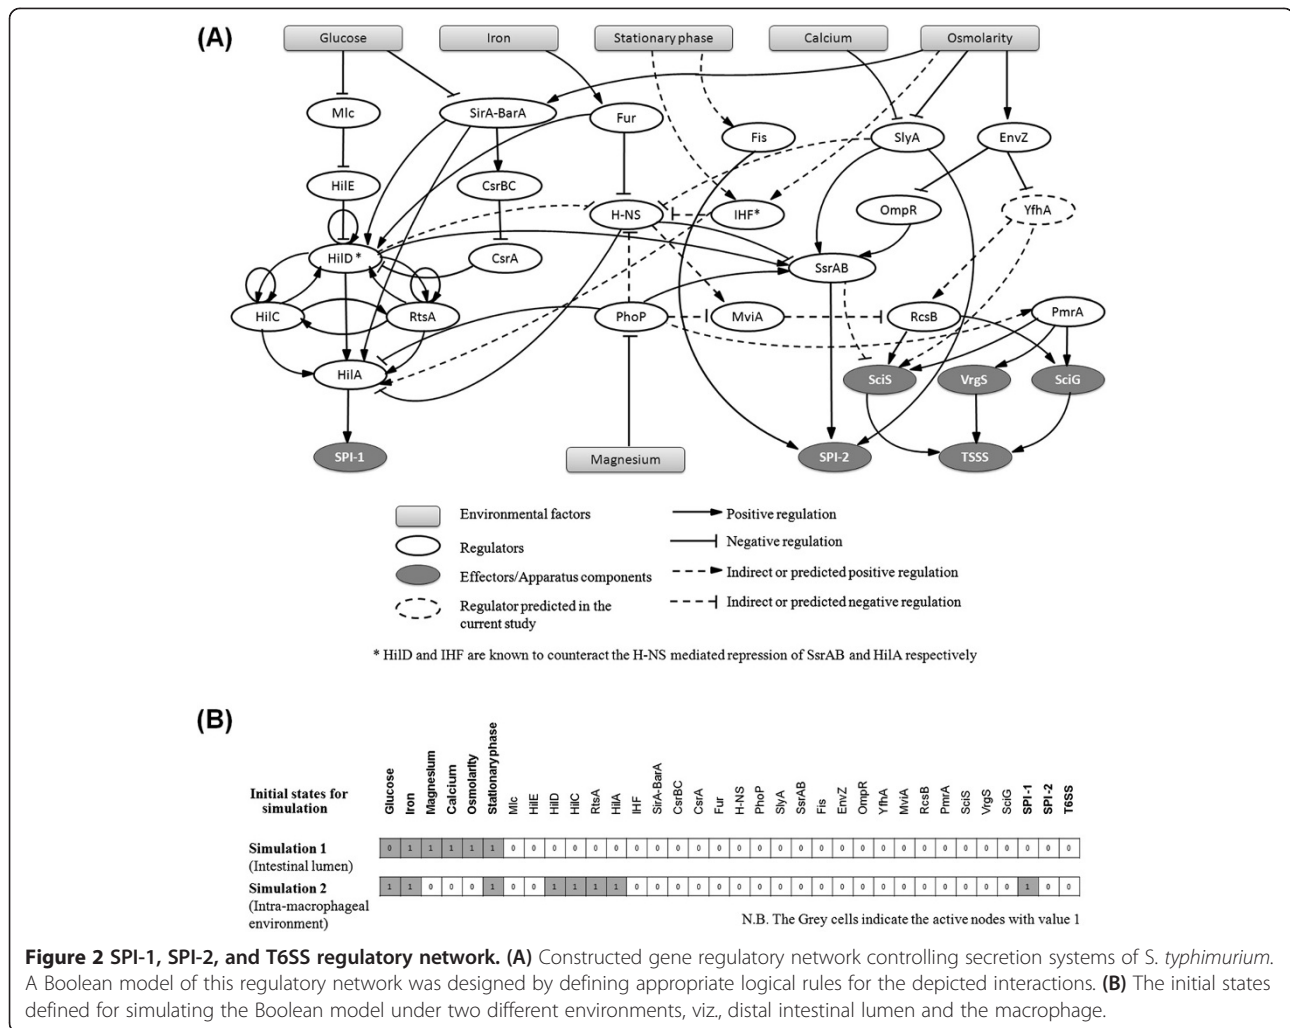 (A)
Glucose Iron Stationary phase Calcium Osmolarity
Mlc SirA-BarA Fur Fis SlyA EnvZ
HilE CsrBC H-NS IHF* OmpR YfhA
HilD * CsrA SsrAB
HilC RtsA PhoP MviA RcsB PmrA
HilA SciS VrgS SciG
SPI-1 Magnesium SPI-2 TSSS
Environmental factors Positive regulation
Regulators Negative regulation
Effectors/Apparatus components Indirect or predicted positive regulation
Regulator predicted in the Indirect or predicted negative regulation
current study
* HilD and IHF are known to counteract the H-NS mediated repression of SsrAB and HilA respectively
(B)
Initial states for
simulation
Glucose Iron Magnesium Calcium Osmolarity Stationary phase Mlc HilE HilD HilC RtsA HilA IHF SirA-BarA CsrBC CsrA Fur H-NS PhoP SlyA SsrAB Fis EnvZ OmpR YfhA MviA RcsB PmrA SciS VrgS SciG SPI-1 SPI-2 T6SS
Simulation 1 0 1 1 1 1 1 0 0 0 0 0 0 0 0 0 0 0 0 0 0 0 0 0 0 0 0 0 0 0 0 0 0 0 0
(Intestinal lumen)
Simulation 2 1 1 0 0 0 1 0 0 1 1 1 1 0 0 0 0 0 0 0 0 0 0 0 0 0 0 0 0 0 0 0 1 0 0
(Intra-macrophageal
environment)
N.B. The Grey cells indicate the active nodes with value 1
Figure 2 SPI-1, SPI-2, and T6SS regulatory network. (A) Constructed gene regulatory network controlling secretion systems of S. typhimurium.
A Boolean model of this regulatory network was designed by defining appropriate logical rules for the depicted interactions. (B) The initial states
defined for simulating the Boolean model under two different environments, viz., distal intestinal lumen and the macrophage.